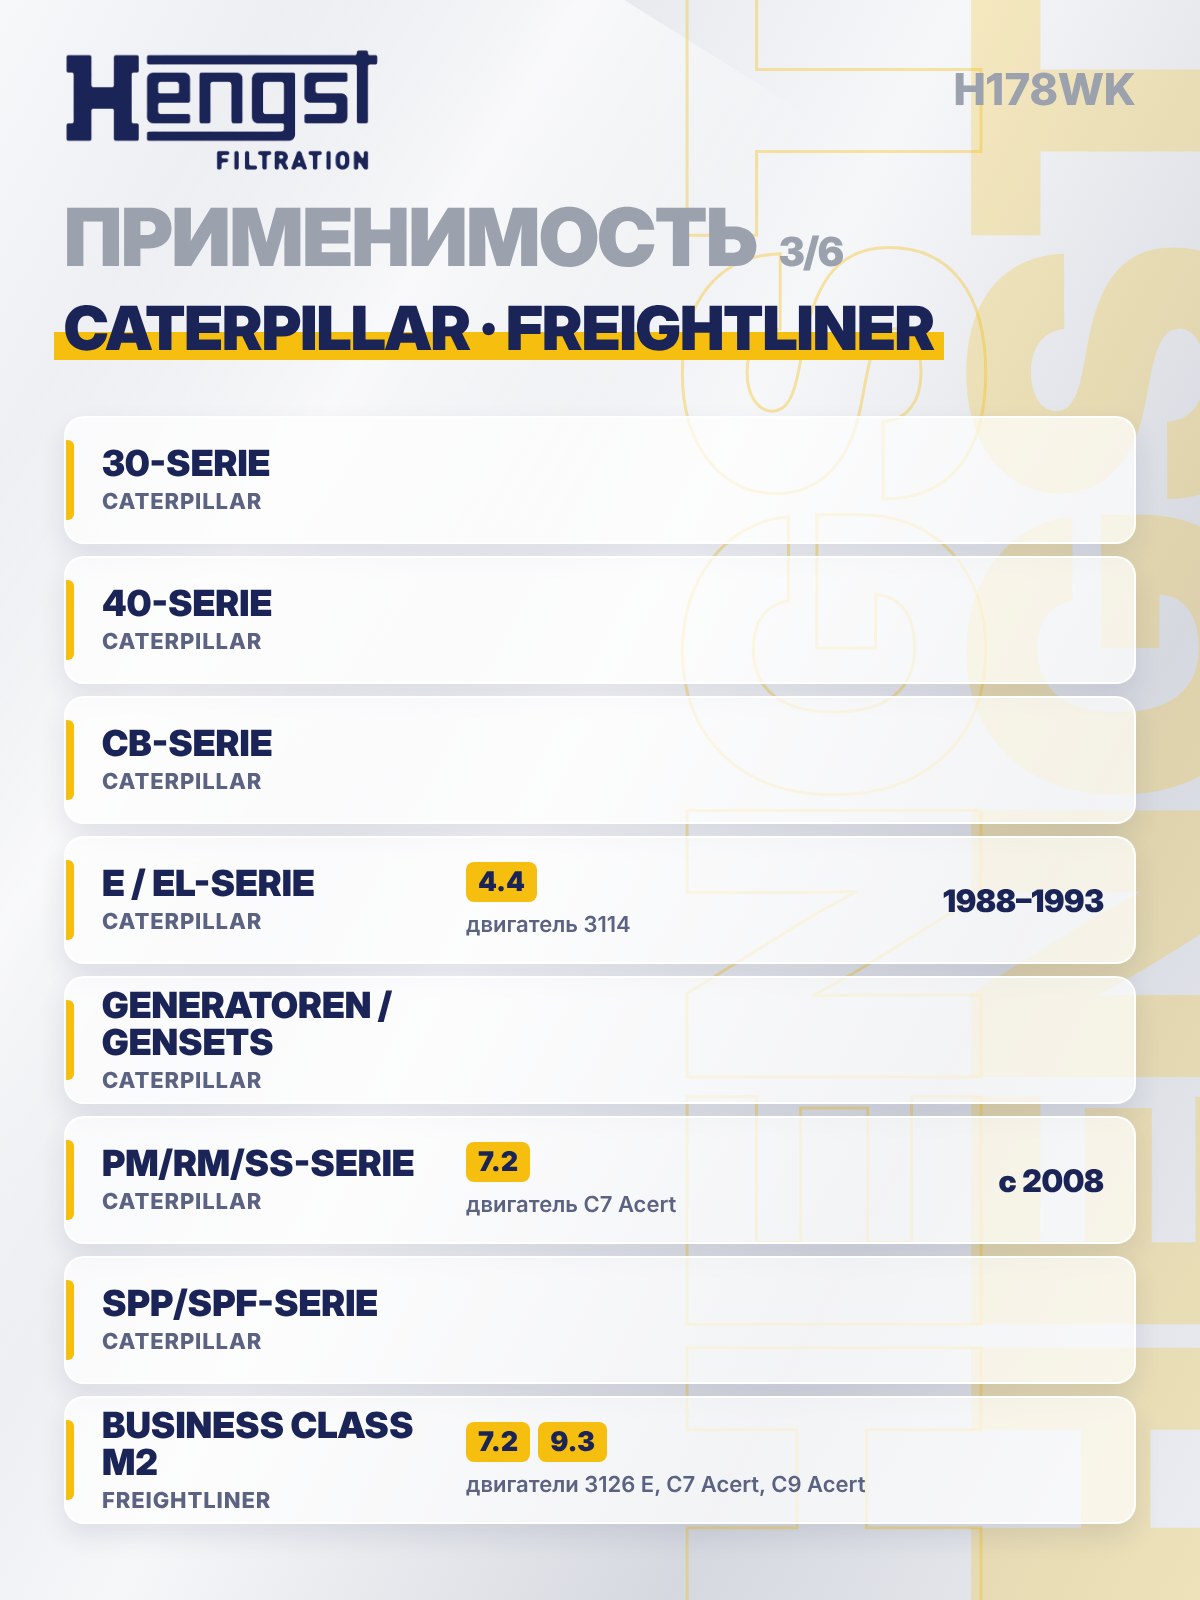 Hengst
FILTRATION
H178WK
ПРИМЕНИМОСТЬ 3/6
CATERPILLAR · FREIGHTLINER
30-SERIE
CATERPILLAR
40-SERIE
CATERPILLAR
CB-SERIE
CATERPILLAR
E / EL-SERIE
CATERPILLAR
4.4
двигатель 3114
1988–1993
GENERATOREN /
GENSETS
CATERPILLAR
PM/RM/SS-SERIE
CATERPILLAR
7.2
двигатель C7 Acert
с 2008
SPP/SPF-SERIE
CATERPILLAR
BUSINESS CLASS
M2
FREIGHTLINER
7.2 9.3
двигатели 3126 E, C7 Acert, C9 Acert
HENGST
HENGST